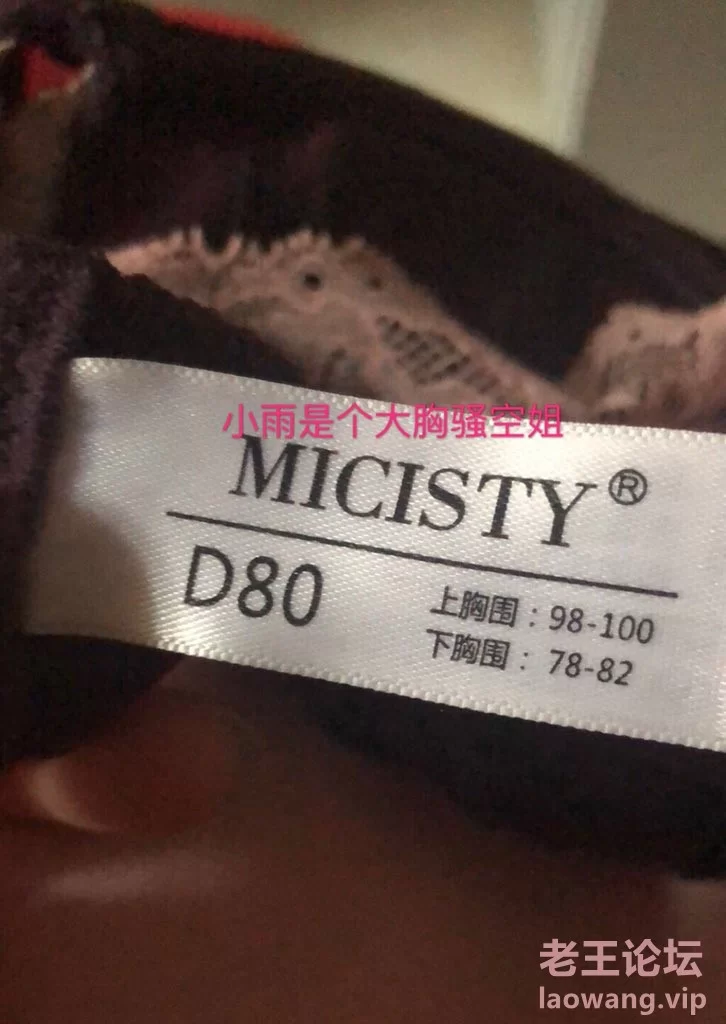 小雨是个大胸骚空姐
MICISTY®
D80
上胸围：98-100
下胸围：78-82
老王论坛
laowang.vip